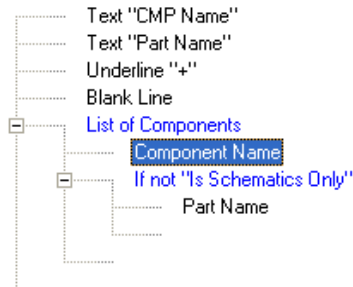 Text "CMP Name"
Text "Part Name"
Underline "+"
Blank Line
List of Components
Component Name
If not "Is Schematics Only"
Part Name